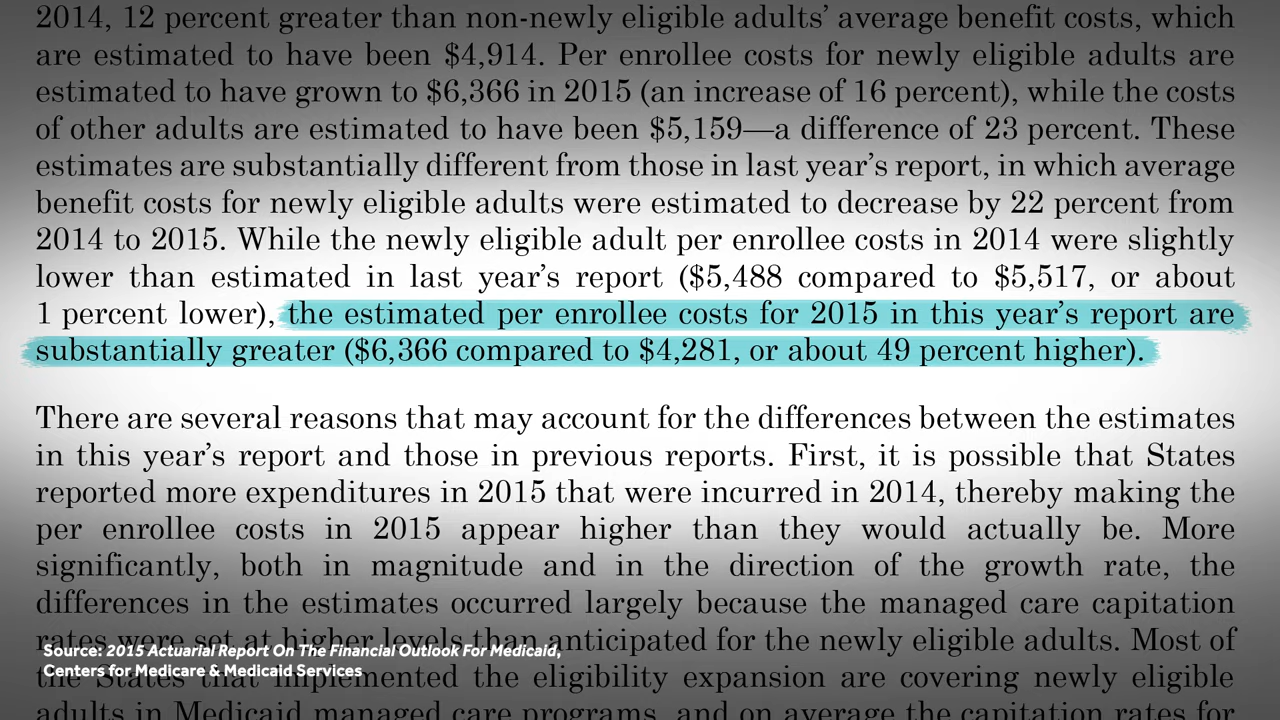 2014, 12 percent greater than non-newly eligible adults’ average benefit costs, which
are estimated to have been $4,914. Per enrollee costs for newly eligible adults are
estimated to have grown to $6,366 in 2015 (an increase of 16 percent), while the costs
of other adults are estimated to have been $5,159—a difference of 23 percent. These
estimates are substantially different from those in last year’s report, in which average
benefit costs for newly eligible adults were estimated to decrease by 22 percent from
2014 to 2015. While the newly eligible adult per enrollee costs in 2014 were slightly
lower than estimated in last year’s report ($5,488 compared to $5,517, or about
1 percent lower), the estimated per enrollee costs for 2015 in this year’s report are
substantially greater ($6,366 compared to $4,281, or about 49 percent higher).
There are several reasons that may account for the differences between the estimates
in this year’s report and those in previous reports. First, it is possible that States
reported more expenditures in 2015 that were incurred in 2014, thereby making the
per enrollee costs in 2015 appear higher than they would actually be. More
significantly, both in magnitude and in the direction of the growth rate, the
differences in the estimates occurred largely because the managed care capitation
rates were set at higher levels than anticipated for the newly eligible adults. Most of
the States that implemented the eligibility expansion are covering newly eligible
adults in Medicaid managed care programs, and on average the capitation rates for
Source: 2015 Actuarial Report On The Financial Outlook For Medicaid,
Centers for Medicare & Medicaid Services